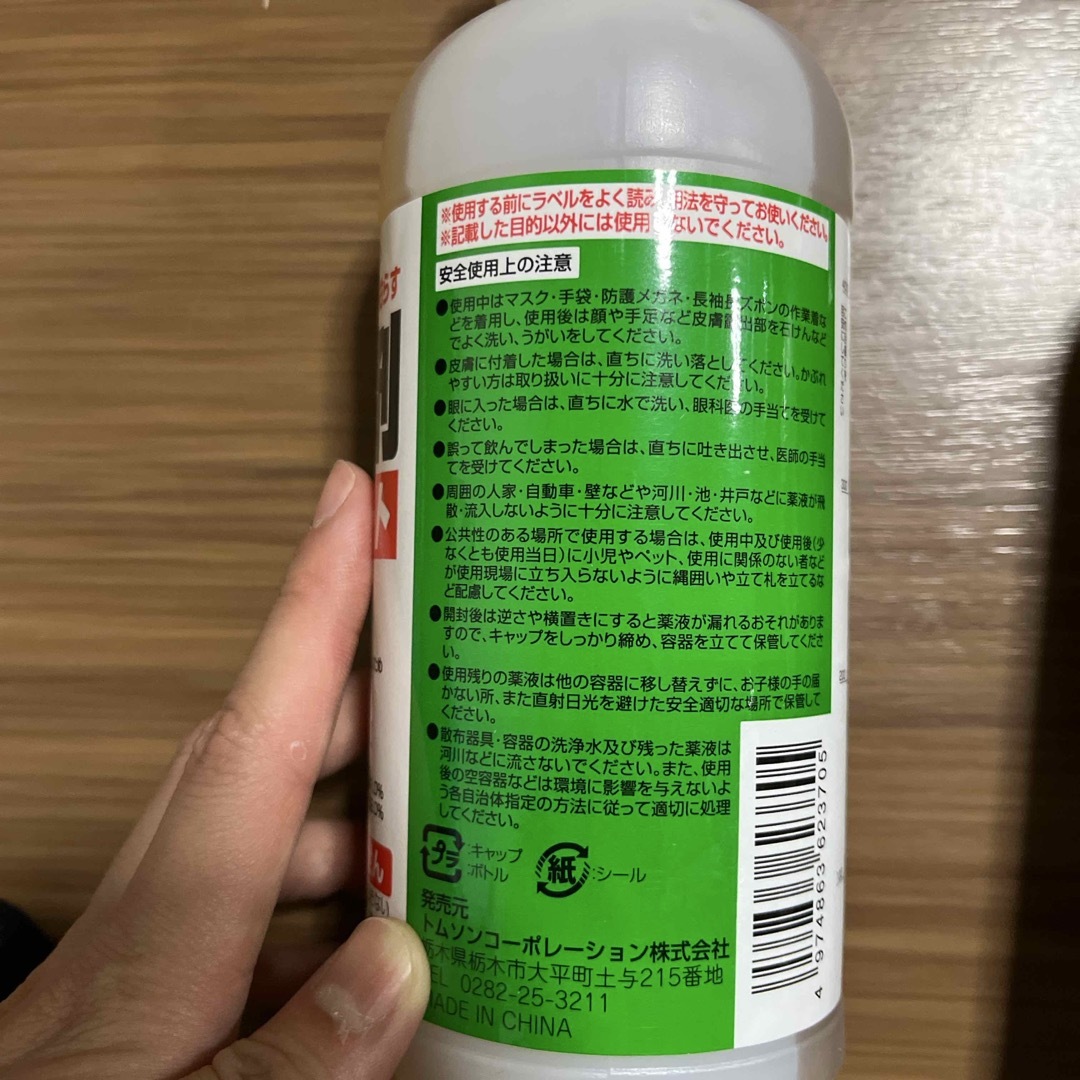 ※使用する前にラベルをよく読み 用法を守ってお使いください。
※記載した目的以外には使用 ないでください。
安全使用上の注意
●使用中はマスク・手袋・防護メガネ・長袖長ズボンの作業着な
どを着用し、使用後は顔や手足など皮膚 出部を石けんなど
でよく洗い、うがいをしてください。
●皮膚に付着した場合は、直ちに洗い落としてください。かぶれ
やすい方は取り扱いに十分に注意してください。
●眼に入った場合は、直ちに水で洗い、眼科医の手当てを受けて
ください。
●誤って飲んでしまった場合は、直ちに吐き出させ、医師の手当
てを受けてください。
●周囲の人家・自動車・壁などや河川・池・井戸などに薬液が飛
散・流入しないように十分に注意してください。
●公共性のある場所で使用する場合は、使用中及び使用後(少
なくとも使用当日)に小児やペット、使用に関係のない者など
が使用現場に立ち入らないように縄囲いや立て札を立てるな
ど配慮してください。
●開封後は逆さや横置きにすると薬液が漏れるおそれがありま
すので、キャップをしっかり締め、容器を立てて保管してくださ
い。
●使用残りの薬液は他の容器に移し替えずに、お子様の手の届
かない所、また直射日光を避けた安全適切な場所で保管して
ください。
●散布器具・容器の洗浄水及び残った薬液は
河川などに流さないでください。また、使用
後の空容器などは環境に影響を与えないよ
う各自治体指定の方法に従って適切に処理
してください。
プラ :キャップ
:ボトル
紙 :シール
発売元
トムソンコーポレーション株式会社
栃木県栃木市大平町土与215番地
TEL 0282-25-3211
MADE IN CHINA
4 974863 623705
らす
ト
ん